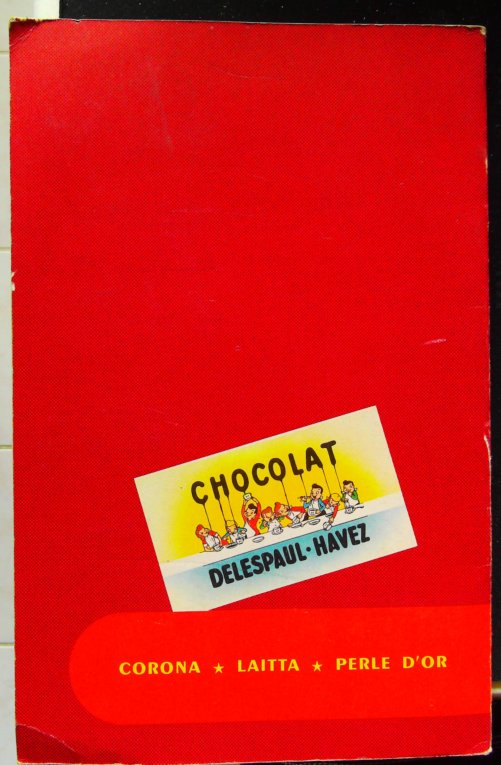 CHOCOLAT
DELESPAUL·HAVEZ
CORONA ★ LAITTA ★ PERLE D'OR